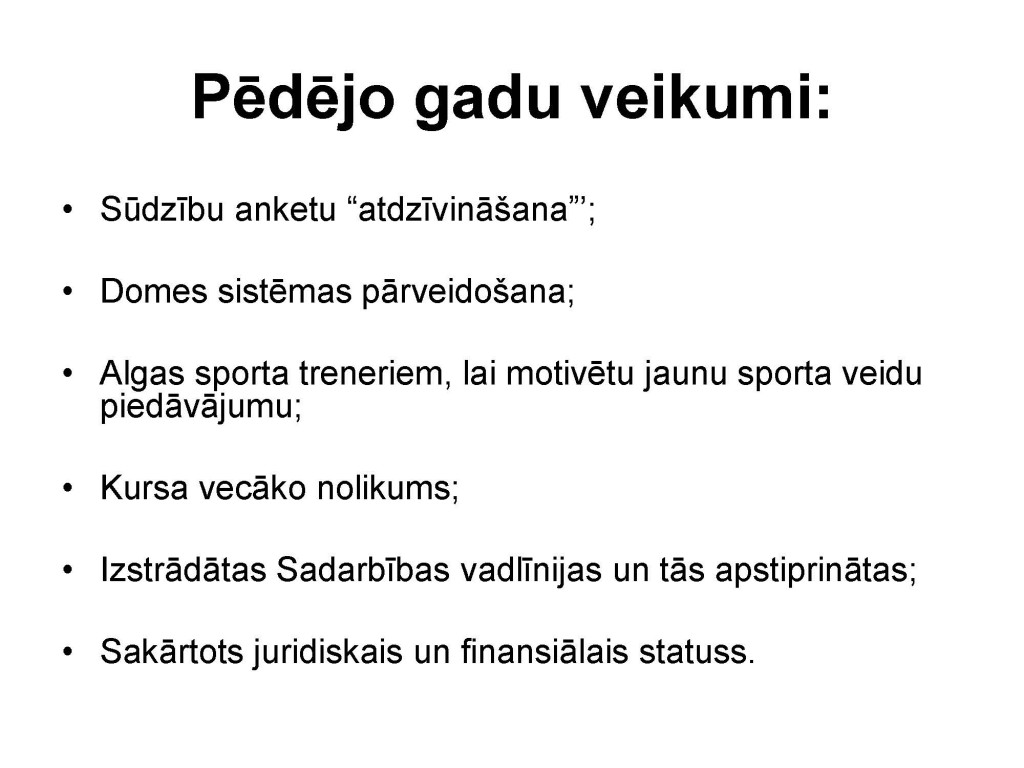 Pēdējo gadu veikumi:
• Sūdzību anketu “atdzīvināšana”’;
• Domes sistēmas pārveidošana;
• Algas sporta treneriem, lai motivētu jaunu sporta veidu
piedāvājumu;
• Kursa vecāko nolikums;
• Izstrādātas Sadarbības vadlīnijas un tās apstiprinātas;
• Sakārtots juridiskais un finansiālais statuss.